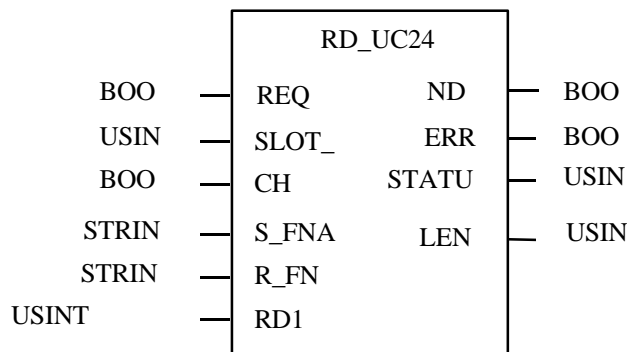 RD_UC24
BOO REQ ND BOO
USIN SLOT_ ERR BOO
BOO CH STATU USIN
STRIN S_FNA LEN USIN
STRIN R_FN
USINT RD1